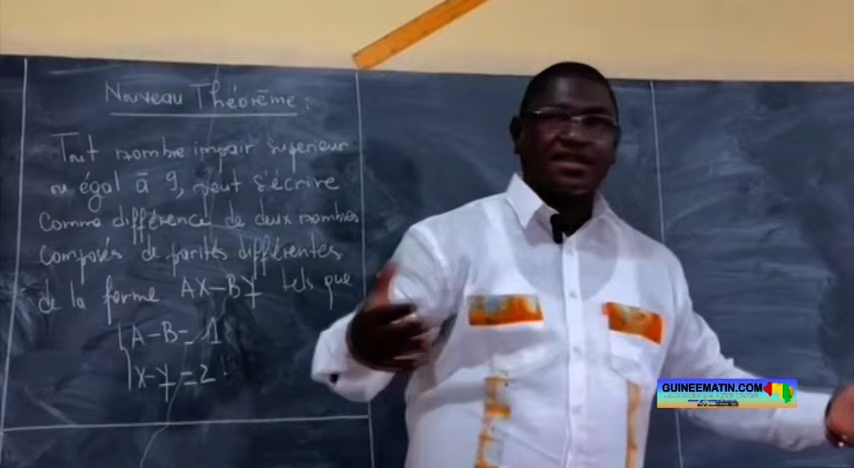 Nouveau Théorème :
Tout nombre impair supérieur
ou égal à 9, peut s'écrire
comme différence de deux nombres
composés de parités différentes
de la forme AX-BY tels que
A-B=1
X-Y=2
GUINEEMATIN.COM